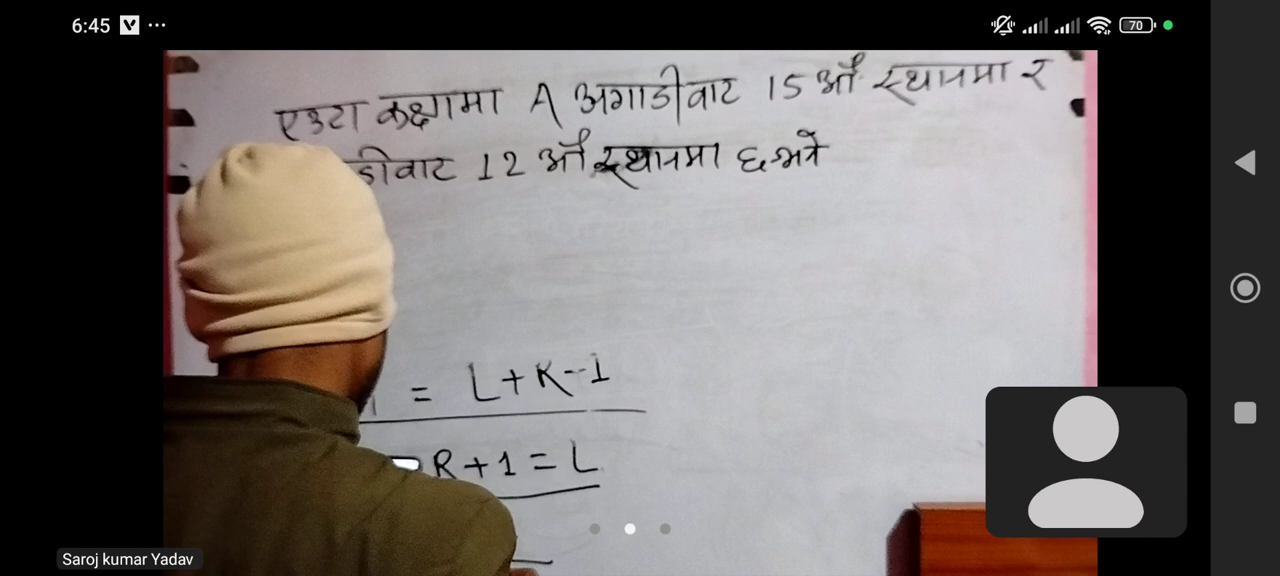 6:45
70
एउटा कक्षामा A अगाडीबाट 15 औं स्थानमा र
डीबाट 12 औं स्थानमा छ भने
= L+R-1
R+1=L
Saroj kumar Yadav